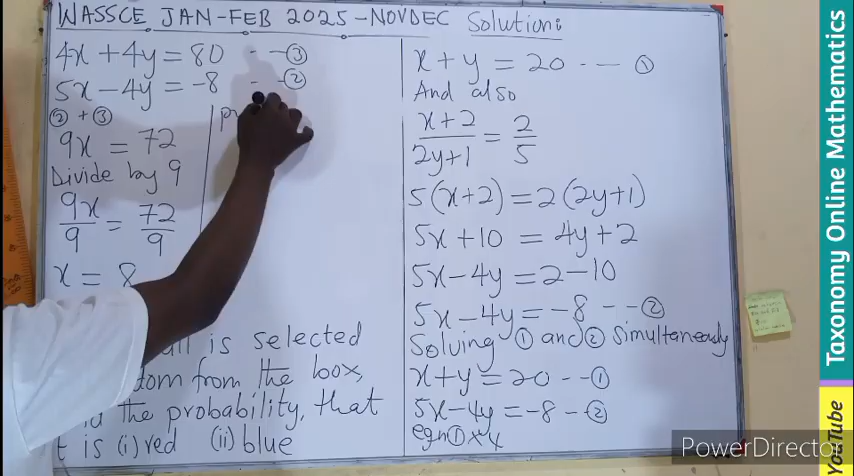 WASSCE JAN-FEB 2025-NOVDEC Solution:
4x + 4y = 80 -- ③
5x - 4y = -8 -- ②
② + ③
9x = 72
Divide by 9
9x/9 = 72/9
x = 8
is selected
from the box,
the probability, that
it is (i) red (ii) blue
x + y = 20 -- — ①
And also
x+2/2y+1 = 2/5
5(x+2) = 2(2y+1)
5x + 10 = 4y + 2
5x - 4y = 2 - 10
5x - 4y = -8 -- ②
Solving ① and ② simultaneously
x + y = 20 -- ①
5x - 4y = -8 -- ②
eqn ① × 4
PowerDirector
Taxonomy Online Mathematics
YouTube